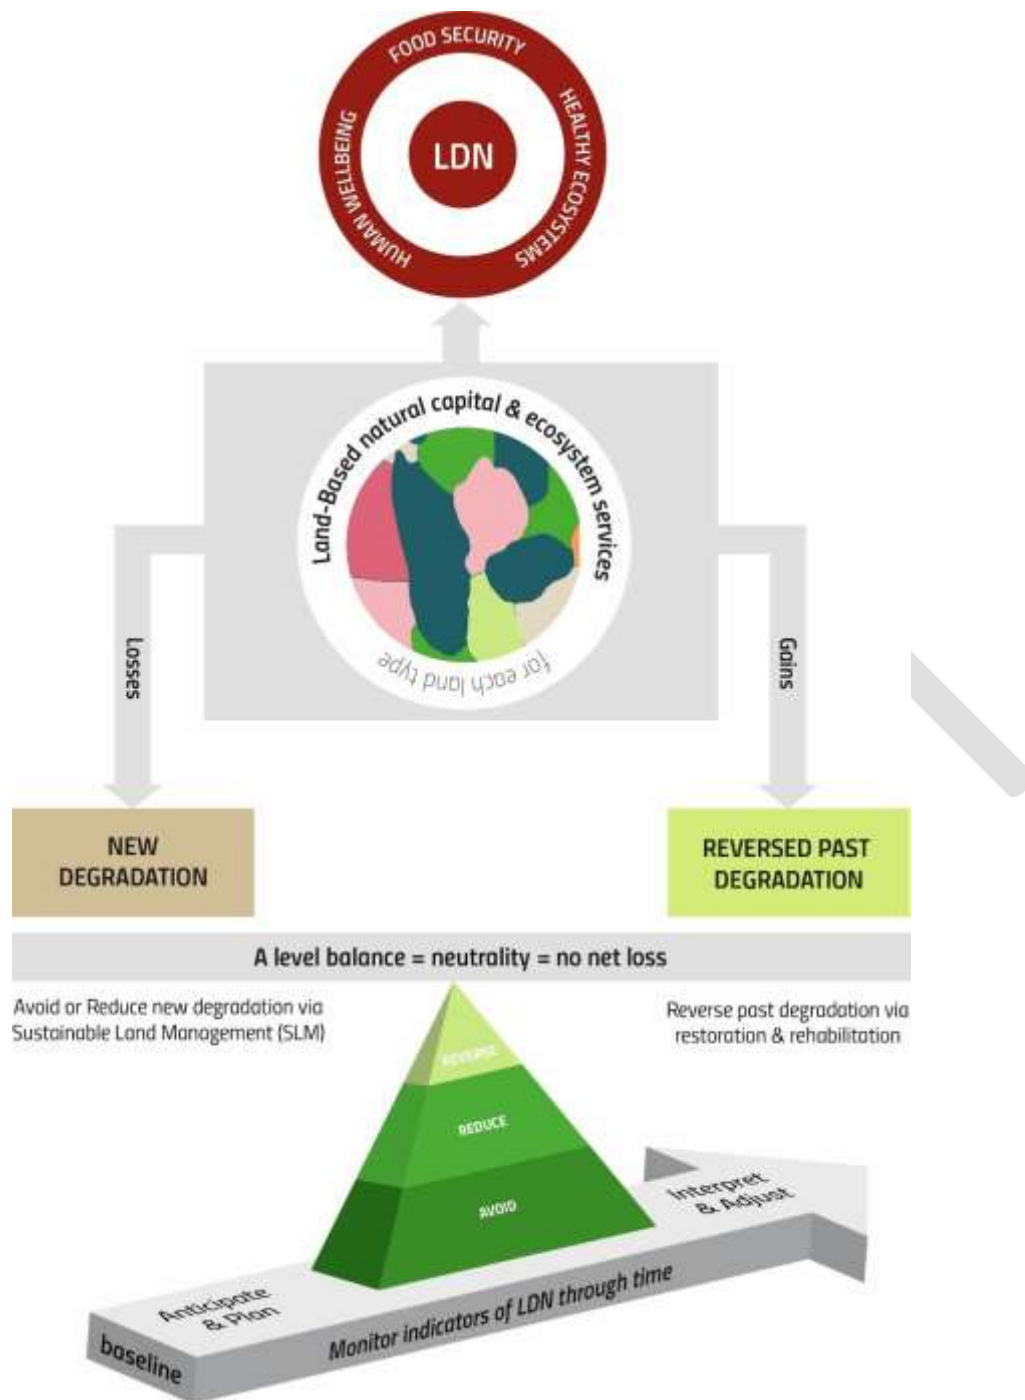 FOOD SECURITY
HUMAN WELLBEING
HEALTHY ECOSYSTEMS
LDN
Land-Based natural capital & ecosystem services
for each land type
Losses
Gains
NEW
DEGRADATION
REVERSED PAST
DEGRADATION
A level balance = neutrality = no net loss
Avoid or Reduce new degradation via
Sustainable Land Management (SLM)
Reverse past degradation via
restoration & rehabilitation
REVERSE
REDUCE
AVOID
Interpret
& Adjust
Anticipate
& Plan
Monitor indicators of LDN through time
baseline